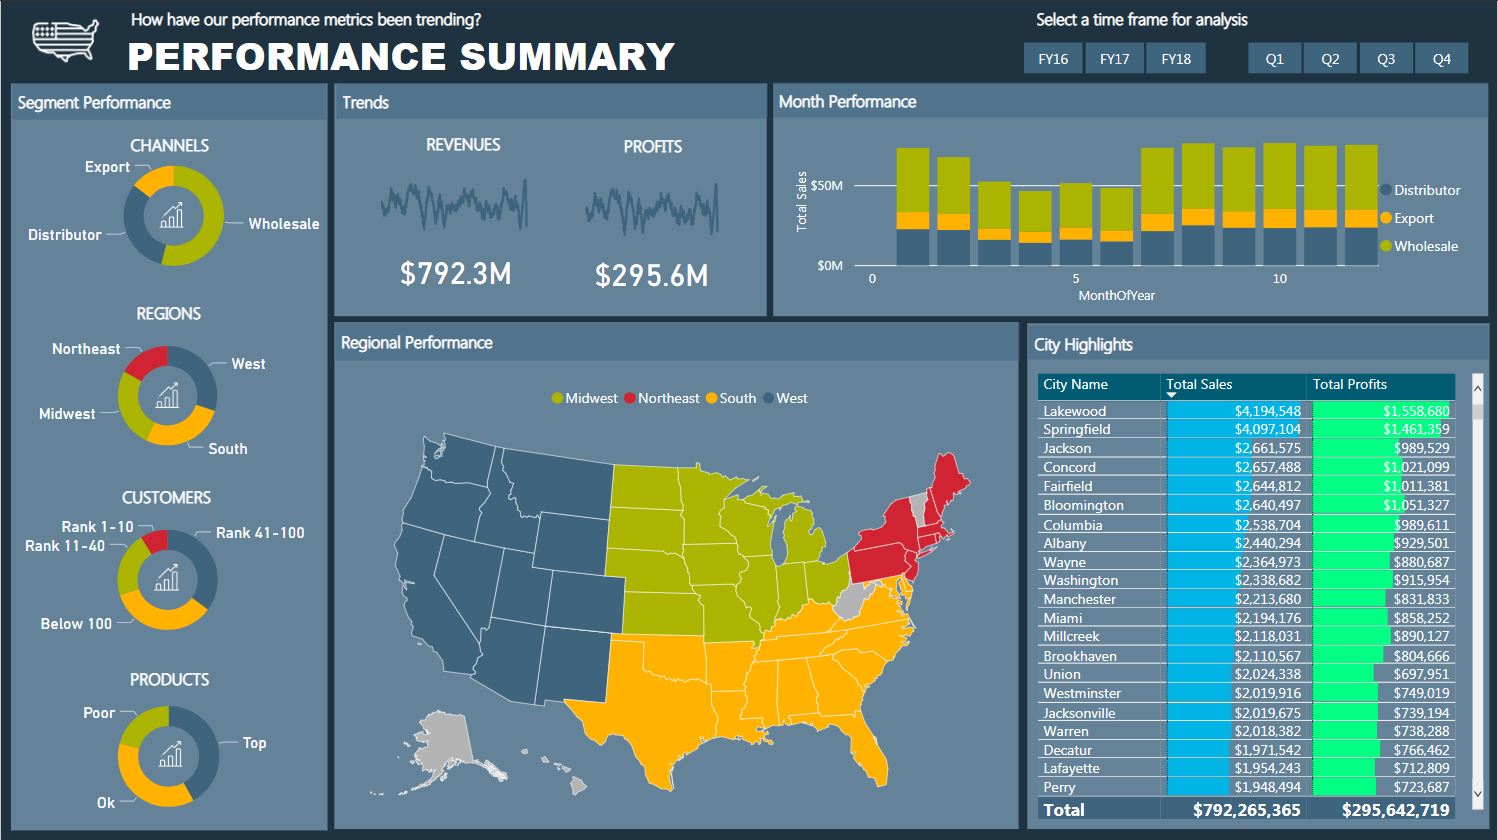 How have our performance metrics been trending?
PERFORMANCE SUMMARY
Select a time frame for analysis
FY16 FY17 FY18 Q1 Q2 Q3 Q4
Segment Performance
CHANNELS
Export
Wholesale
Distributor
REGIONS
Northeast
West
Midwest
South
CUSTOMERS
Rank 1-10
Rank 41-100
Rank 11-40
Below 100
PRODUCTS
Poor
Top
Ok
Trends
REVENUES
PROFITS
$792.3M
$295.6M
Month Performance
Total Sales
$50M
$0M
0 5 10
MonthOfYear
Distributor
Export
Wholesale
Regional Performance
Midwest Northeast South West
City Highlights
City Name Total Sales Total Profits
Lakewood $4,194,548 $1,558,680
Springfield $4,097,104 $1,461,359
Jackson $2,661,575 $989,529
Concord $2,657,488 $1,021,099
Fairfield $2,644,812 $1,011,381
Bloomington $2,640,497 $1,051,327
Columbia $2,538,704 $989,611
Albany $2,440,294 $929,501
Wayne $2,364,973 $880,687
Washington $2,338,682 $915,954
Manchester $2,213,680 $831,833
Miami $2,194,176 $858,252
Millcreek $2,118,031 $890,127
Brookhaven $2,110,567 $804,666
Union $2,024,338 $697,951
Westminster $2,019,916 $749,019
Jacksonville $2,019,675 $739,194
Warren $2,018,382 $738,288
Decatur $1,971,542 $766,462
Lafayette $1,954,243 $712,809
Perry $1,948,494 $723,687
Total $792,265,365 $295,642,719